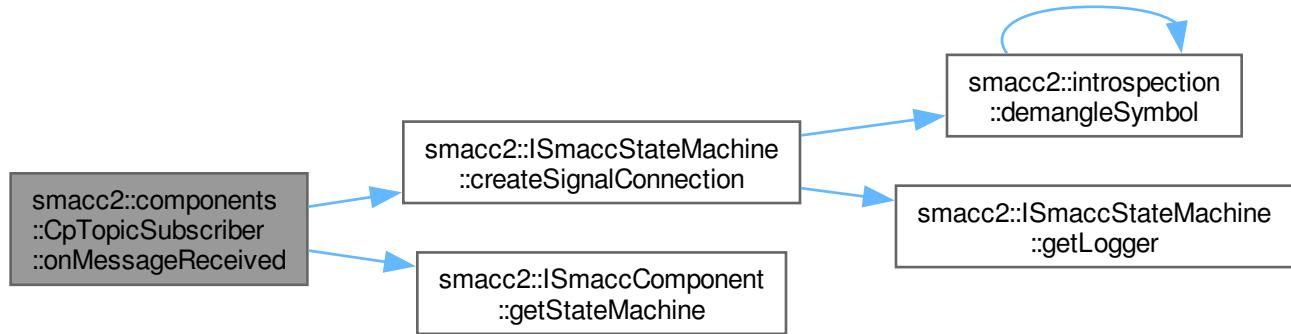 smacc2::components
::CpTopicSubscriber
::onMessageReceived
smacc2::ISmaccStateMachine
::createSignalConnection
smacc2::introspection
::demangleSymbol
smacc2::ISmaccStateMachine
::getLogger
smacc2::ISmaccComponent
::getStateMachine